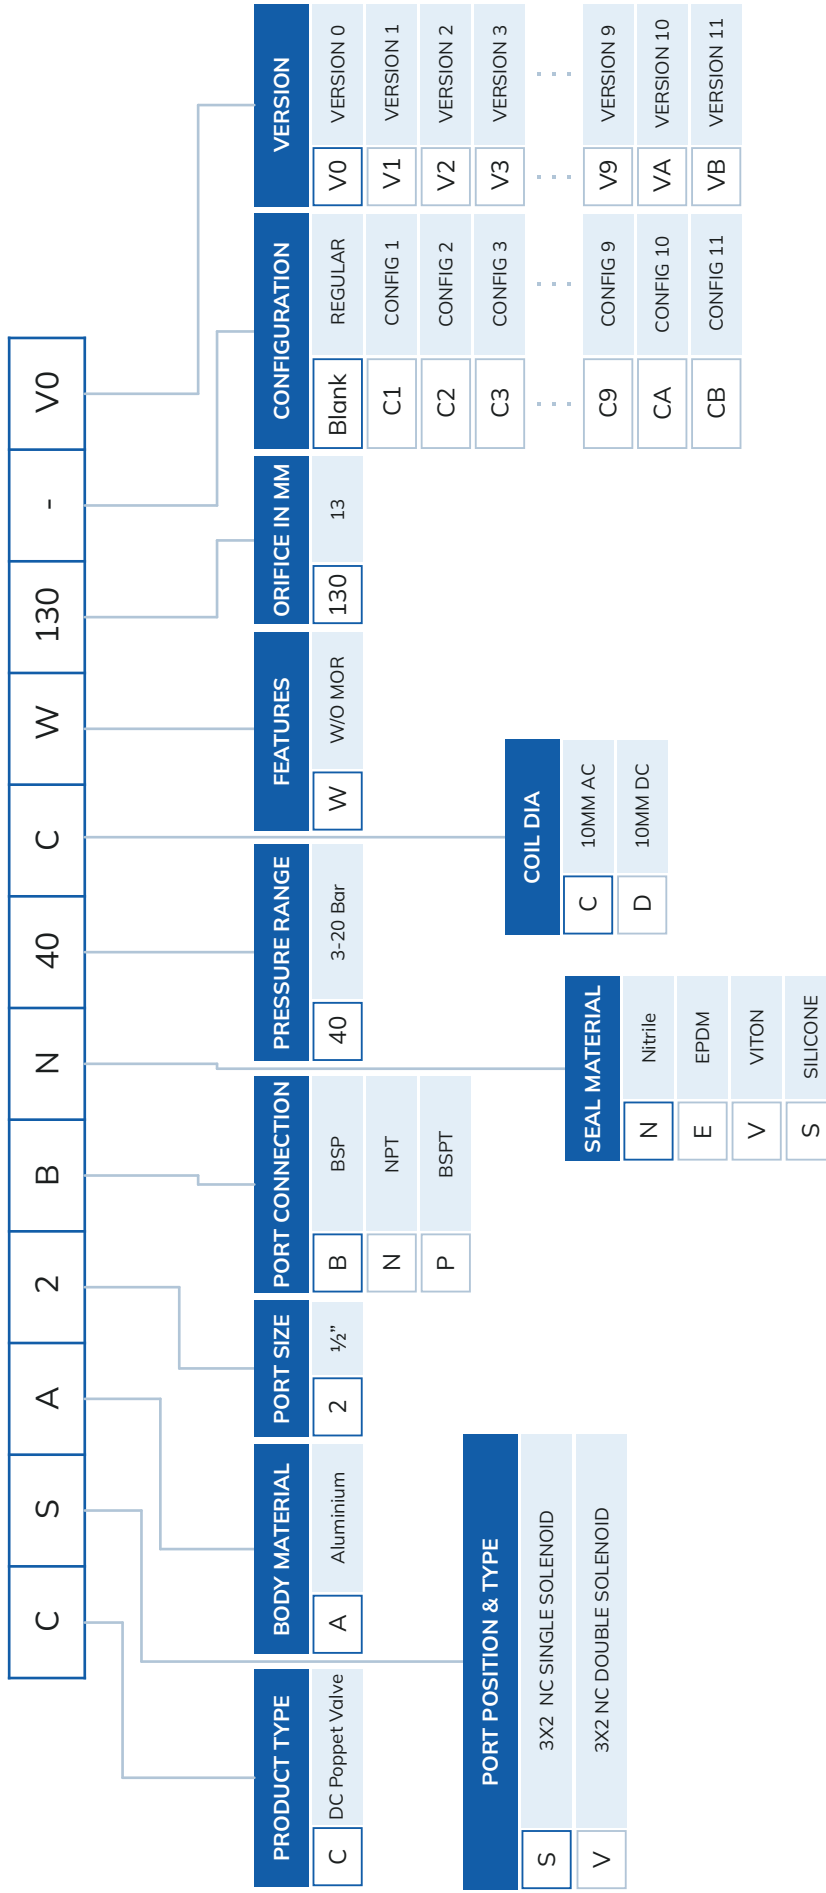 C S A 2 B N 40 C W 130 - V0
PRODUCT TYPE
C DC Poppet Valve
PORT POSITION & TYPE
S 3X2 NC SINGLE SOLENOID
V 3X2 NC DOUBLE SOLENOID
BODY MATERIAL
A Aluminium
PORT SIZE
2 ½”
PORT CONNECTION
B BSP
N NPT
P BSPT
SEAL MATERIAL
N Nitrile
E EPDM
V VITON
S SILICONE
PRESSURE RANGE
40 3-20 Bar
COIL DIA
C 10MM AC
D 10MM DC
FEATURES
W W/O MOR
ORIFICE IN MM
130 13
CONFIGURATION
Blank REGULAR
C1 CONFIG 1
C2 CONFIG 2
C3 CONFIG 3
... ...
C9 CONFIG 9
CA CONFIG 10
CB CONFIG 11
VERSION
V0 VERSION 0
V1 VERSION 1
V2 VERSION 2
V3 VERSION 3
... ...
V9 VERSION 9
VA VERSION 10
VB VERSION 11